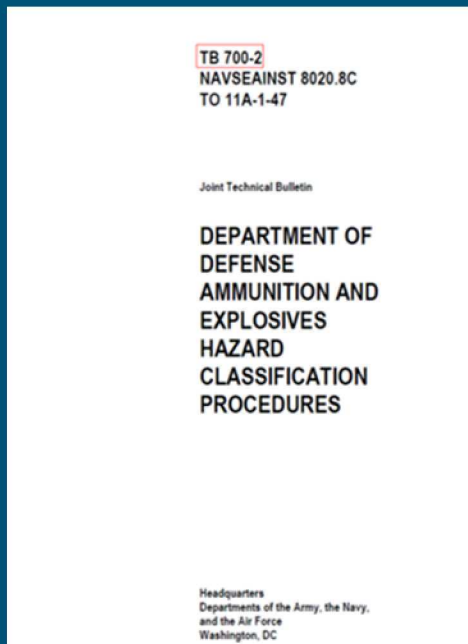 TB 700-2
NAVSEAINST 8020.8C
TO 11A-1-47
Joint Technical Bulletin
DEPARTMENT OF
DEFENSE
AMMUNITION AND
EXPLOSIVES
HAZARD
CLASSIFICATION
PROCEDURES
Headquarters
Departments of the Army, the Navy,
and the Air Force
Washington, DC